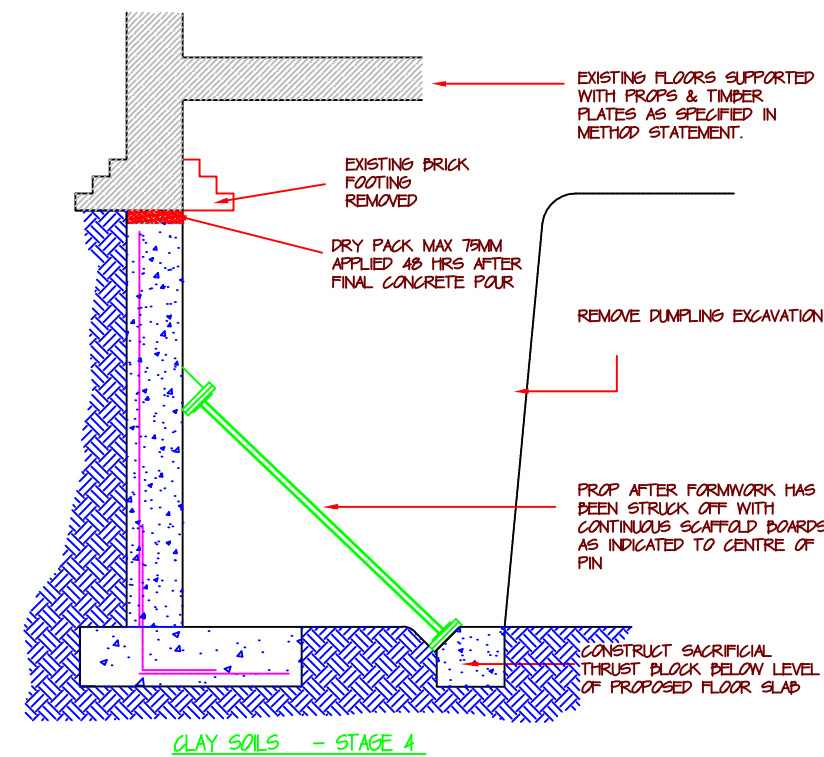 EXISTING FLOORS SUPPORTED
WITH PROPS & TIMBER
PLATES AS SPECIFIED IN
METHOD STATEMENT.
EXISTING BRICK
FOOTING
REMOVED
DRY PACK MAX 75MM
APPLIED 48 HRS AFTER
FINAL CONCRETE POUR
REMOVE DUMPLING EXCAVATION
PROP AFTER FORMWORK HAS
BEEN STRUCK OFF WITH
CONTINUOUS SCAFFOLD BOARDS
AS INDICATED TO CENTRE OF
PIN
CONSTRUCT SACRIFICIAL
THRUST BLOCK BELOW LEVEL
OF PROPOSED FLOOR SLAB
CLAY SOILS - STAGE 4